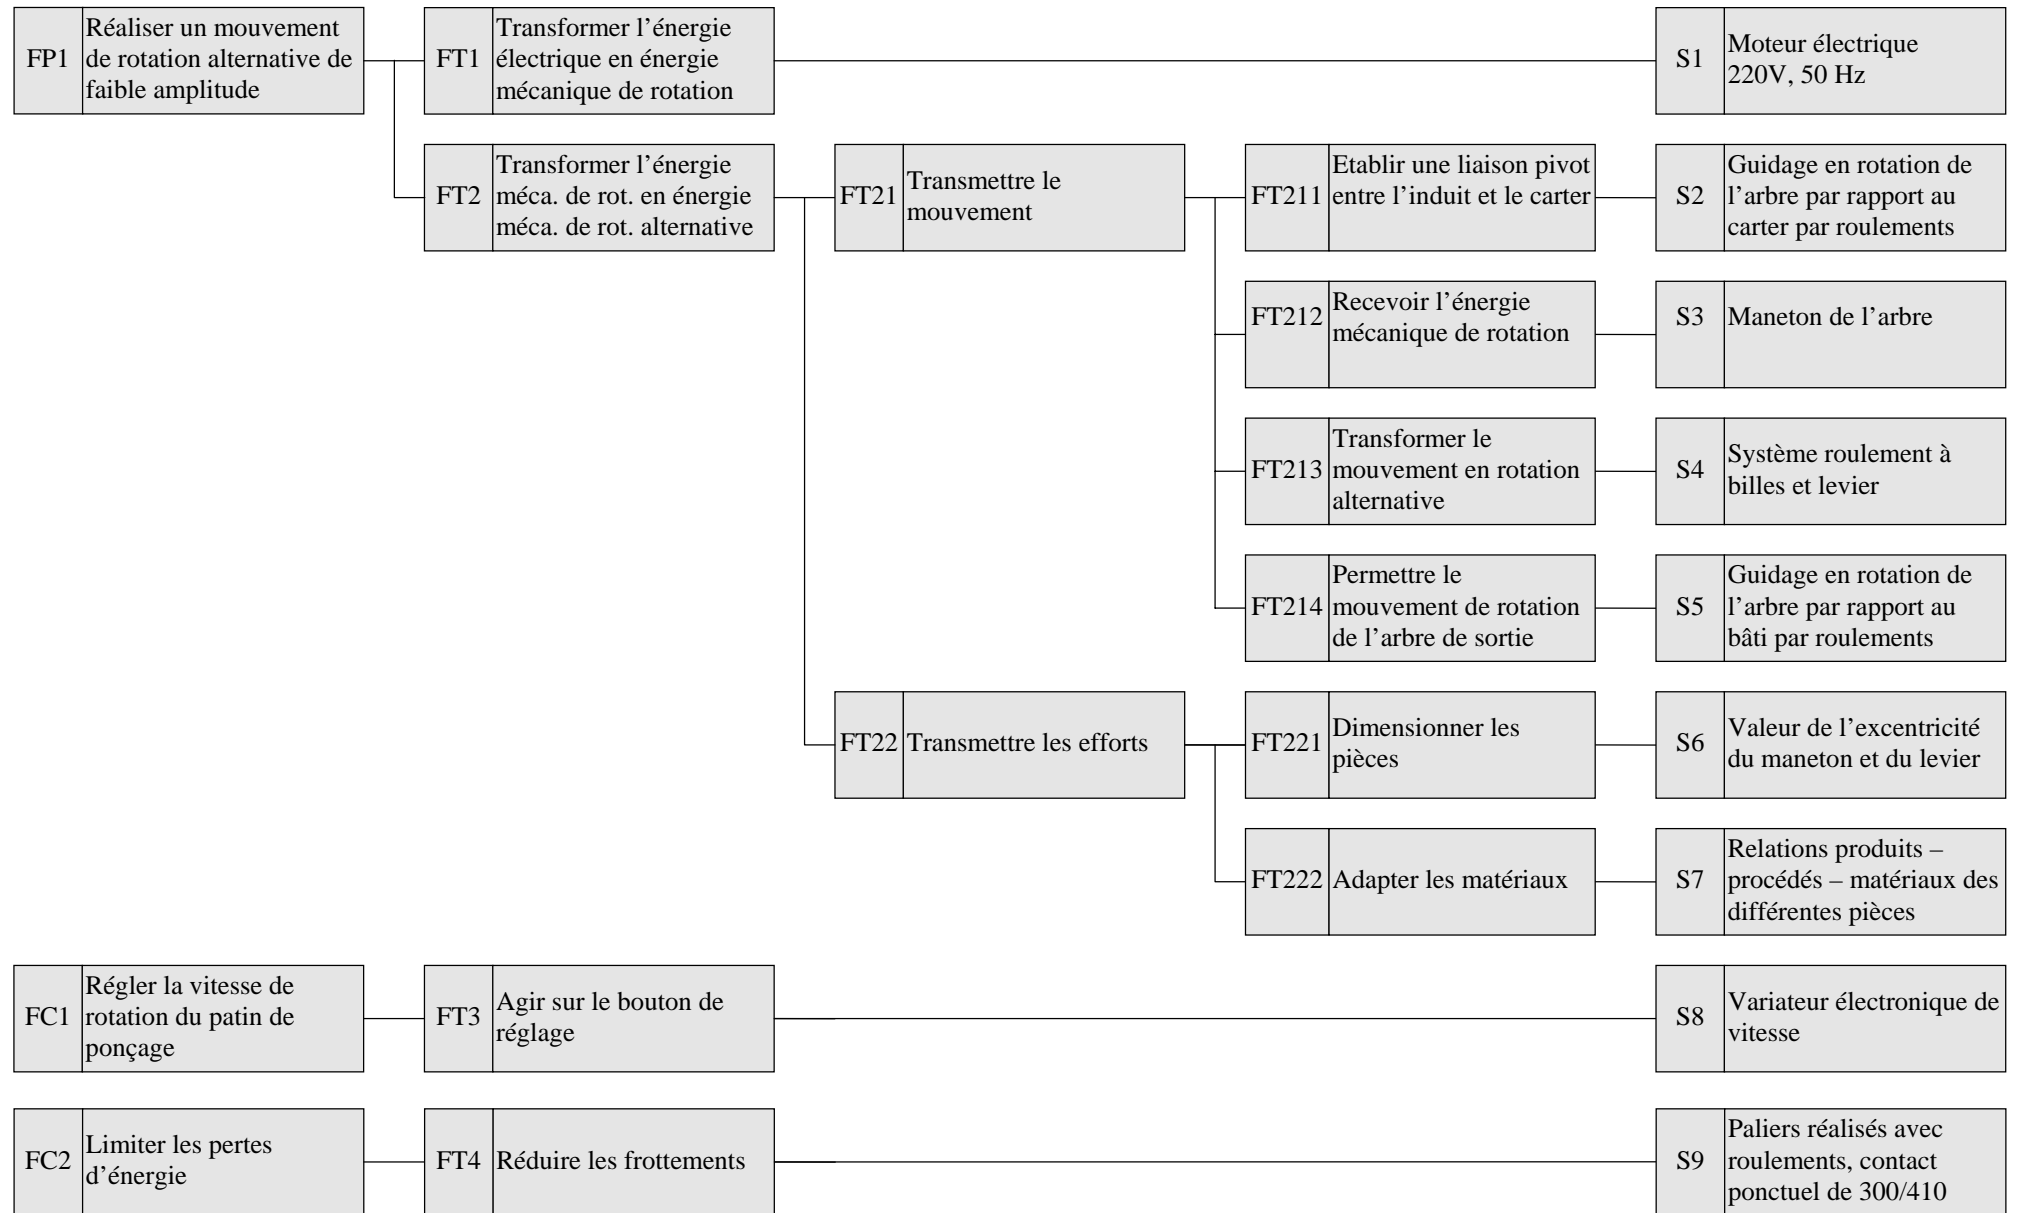 FP1
Réaliser un mouvement
de rotation alternative de
faible amplitude
FT1
Transformer l’énergie
électrique en énergie
mécanique de rotation
S1
Moteur électrique
220V, 50 Hz
FT2
Transformer l’énergie
méca. de rot. en énergie
méca. de rot. alternative
FT21
Transmettre le
mouvement
FT211
Etablir une liaison pivot
entre l’induit et le carter
S2
Guidage en rotation de
l’arbre par rapport au
carter par roulements
FT212
Recevoir l’énergie
mécanique de rotation
S3
Maneton de l’arbre
FT213
Transformer le
mouvement en rotation
alternative
S4
Système roulement à
billes et levier
FT214
Permettre le
mouvement de rotation
de l’arbre de sortie
S5
Guidage en rotation de
l’arbre par rapport au
bâti par roulements
FT22
Transmettre les efforts
FT221
Dimensionner les
pièces
S6
Valeur de l’excentricité
du maneton et du levier
FT222
Adapter les matériaux
S7
Relations produits –
procédés – matériaux des
différentes pièces
FC1
Régler la vitesse de
rotation du patin de
ponçage
FT3
Agir sur le bouton de
réglage
S8
Variateur électronique de
vitesse
FC2
Limiter les pertes
d’énergie
FT4
Réduire les frottements
S9
Paliers réalisés avec
roulements, contact
ponctuel de 300/410